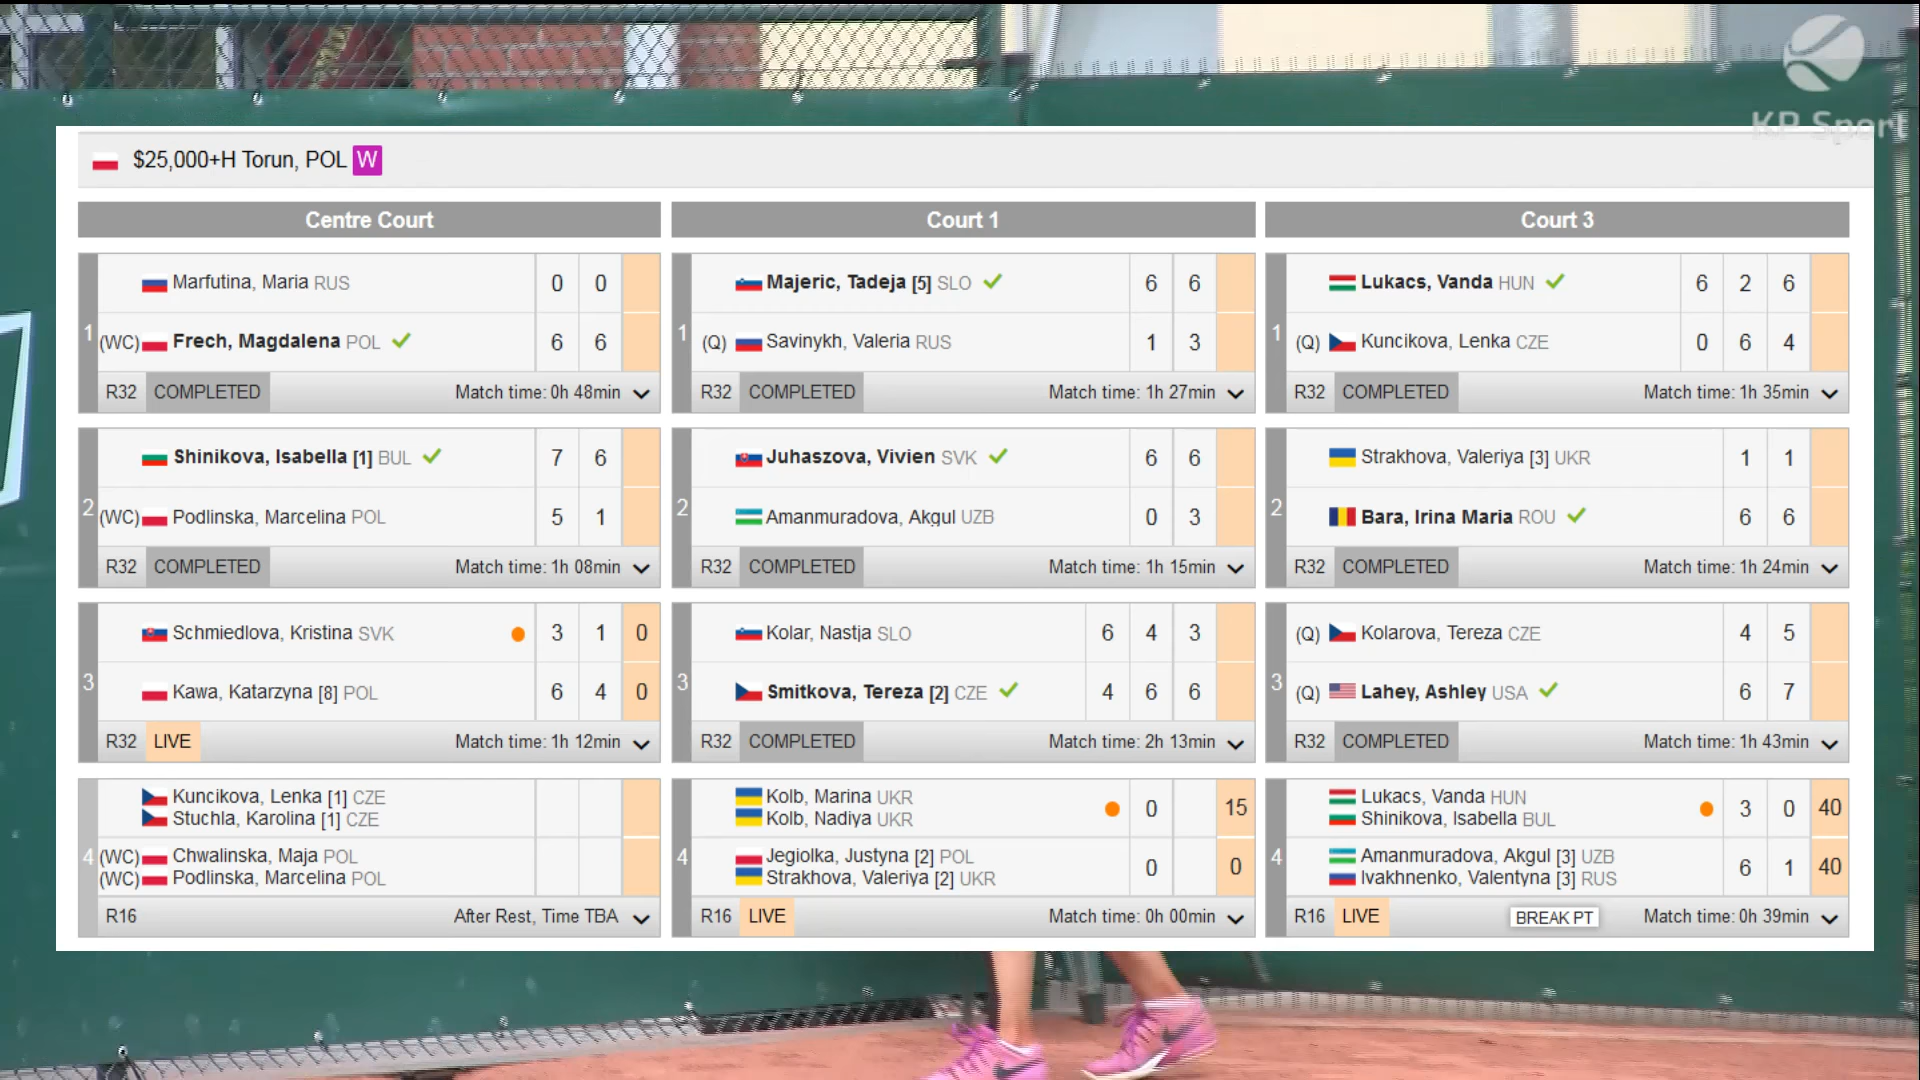 KP Sport
$25,000+H Torun, POL W
Centre Court
1
Marfutina, Maria RUS 0 0
(WC) Frech, Magdalena POL 6 6
R32 COMPLETED Match time: 0h 48min
2
Shinikova, Isabella [1] BUL 7 6
(WC) Podlinska, Marcelina POL 5 1
R32 COMPLETED Match time: 1h 08min
3
Schmiedlova, Kristina SVK 3 1 0
Kawa, Katarzyna [8] POL 6 4 0
R32 LIVE Match time: 1h 12min
4
Kuncikova, Lenka [1] CZE
Stuchla, Karolina [1] CZE
(WC) Chwalinska, Maja POL
(WC) Podlinska, Marcelina POL
R16 After Rest, Time TBA
Court 1
1
Majeric, Tadeja [5] SLO 6 6
(Q) Savinykh, Valeria RUS 1 3
R32 COMPLETED Match time: 1h 27min
2
Juhaszova, Vivien SVK 6 6
Amanmuradova, Akgul UZB 0 3
R32 COMPLETED Match time: 1h 15min
3
Kolar, Nastja SLO 6 4 3
Smitkova, Tereza [2] CZE 4 6 6
R32 COMPLETED Match time: 2h 13min
4
Kolb, Marina UKR 0 15
Kolb, Nadiya UKR
Jegiolka, Justyna [2] POL 0 0
Strakhova, Valeriya [2] UKR
R16 LIVE Match time: 0h 00min
Court 3
1
Lukacs, Vanda HUN 6 2 6
(Q) Kuncikova, Lenka CZE 0 6 4
R32 COMPLETED Match time: 1h 35min
2
Strakhova, Valeriya [3] UKR 1 1
Bara, Irina Maria ROU 6 6
R32 COMPLETED Match time: 1h 24min
3
(Q) Kolarova, Tereza CZE 4 5
(Q) Lahey, Ashley USA 6 7
R32 COMPLETED Match time: 1h 43min
4
Lukacs, Vanda HUN 3 0 40
Shinikova, Isabella BUL
Amanmuradova, Akgul [3] UZB 6 1 40
Ivakhnenko, Valentyna [3] RUS
R16 LIVE BREAK PT Match time: 0h 39min